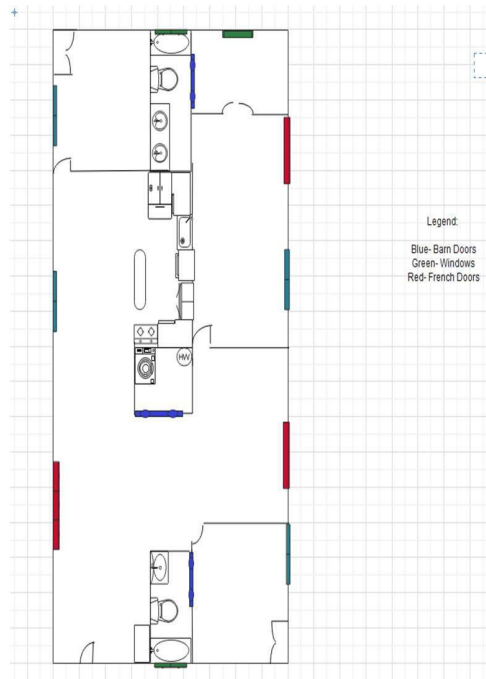 Legend:
Blue- Barn Doors
Green- Windows
Red- French Doors
HW